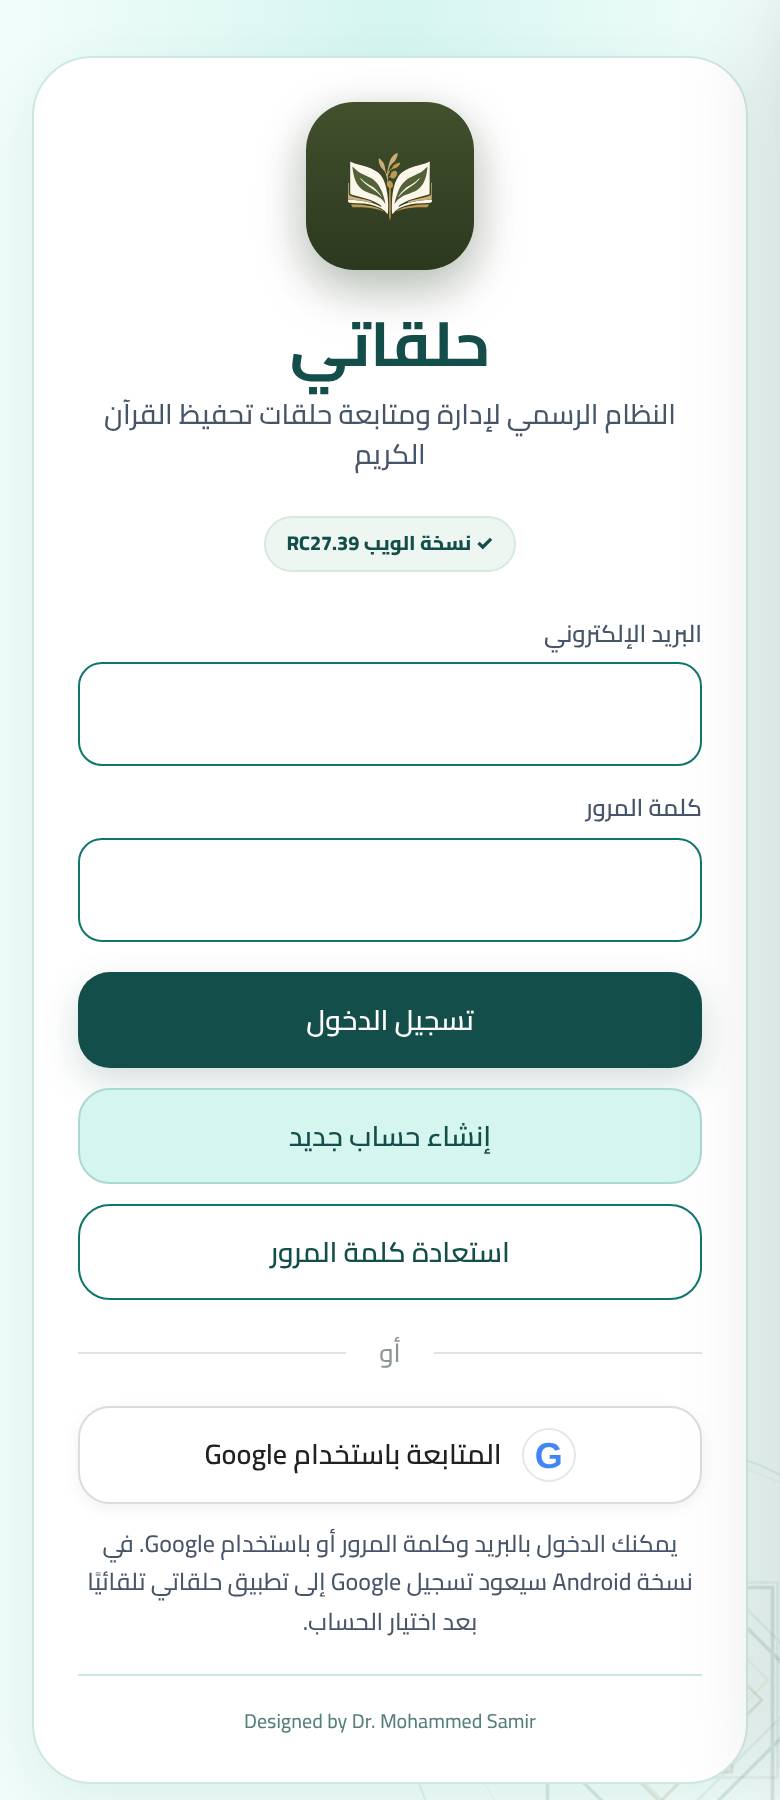 حلقاتي
النظام الرسمي لإدارة ومتابعة حلقات تحفيظ القرآن
الكريم
✓ نسخة الويب RC27.39
البريد الإلكتروني
كلمة المرور
تسجيل الدخول
إنشاء حساب جديد
استعادة كلمة المرور
أو
G المتابعة باستخدام Google
يمكنك الدخول بالبريد وكلمة المرور أو باستخدام Google. في
نسخة Android سيعود تسجيل Google إلى تطبيق حلقاتي تلقائيًا
بعد اختيار الحساب.
Designed by Dr. Mohammed Samir